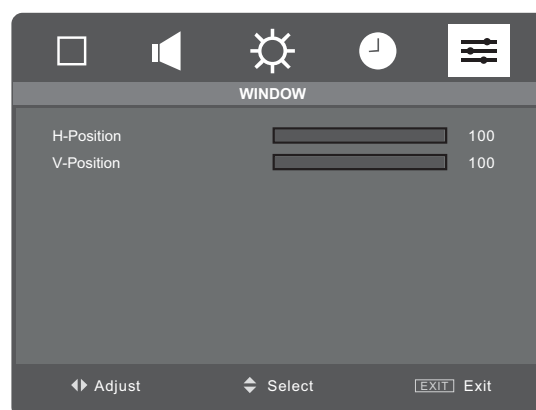 WINDOW
H-Position 100
V-Position 100
Adjust Select EXIT Exit